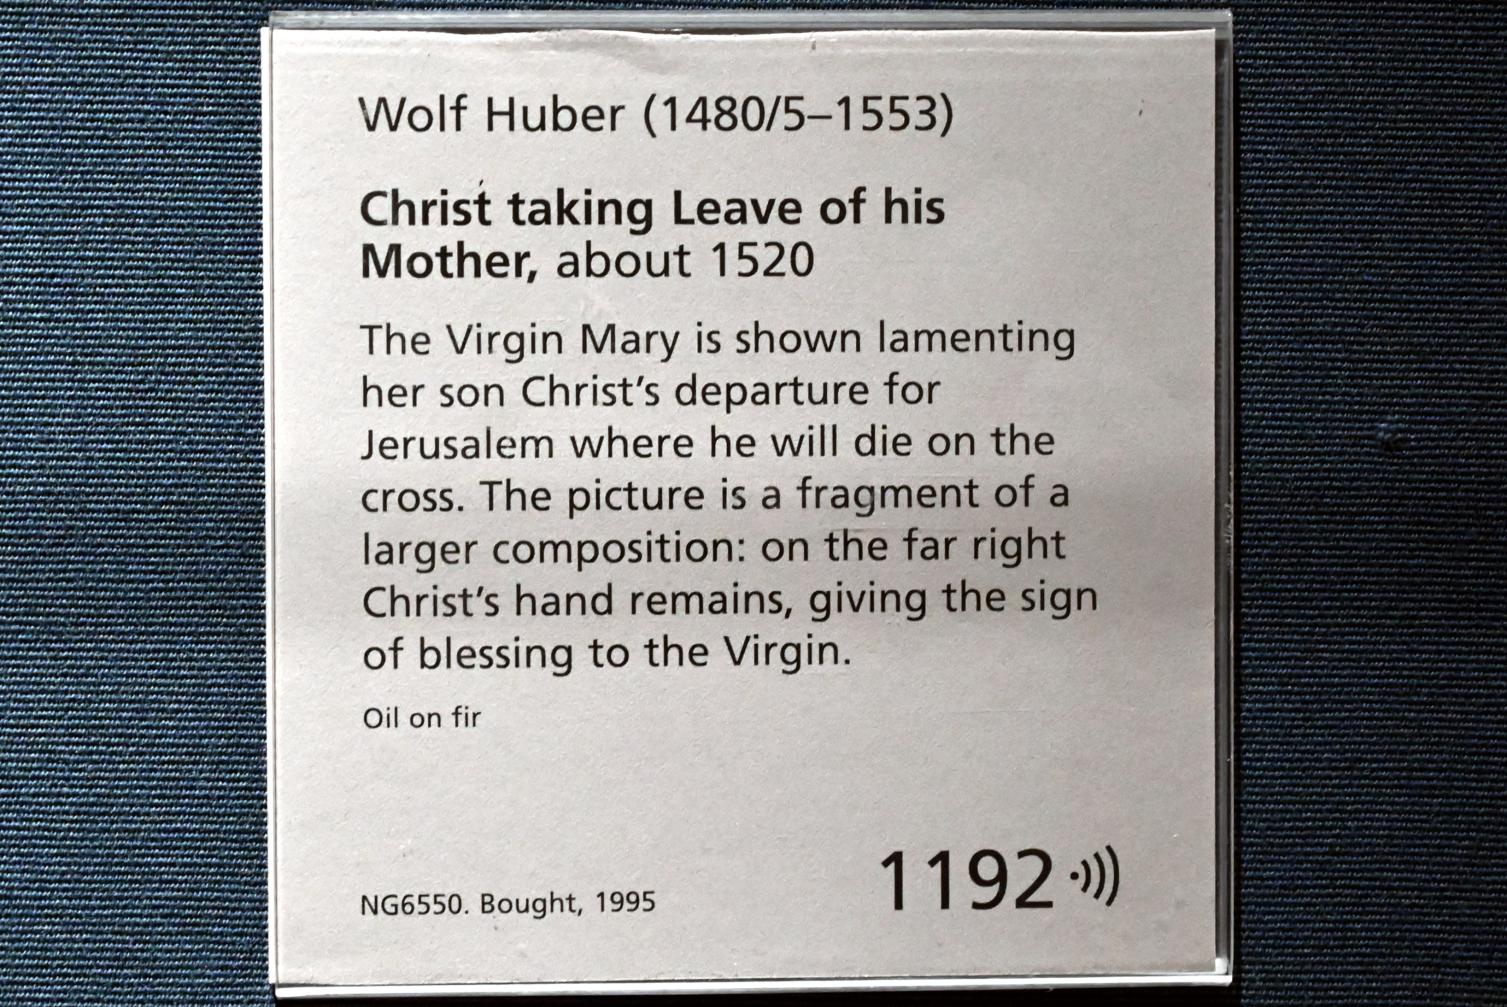 Wolf Huber (1480/5–1553)
Christ taking Leave of his
Mother, about 1520
The Virgin Mary is shown lamenting
her son Christ's departure for
Jerusalem where he will die on the
cross. The picture is a fragment of a
larger composition: on the far right
Christ's hand remains, giving the sign
of blessing to the Virgin.
Oil on fir
NG6550. Bought, 1995
1192